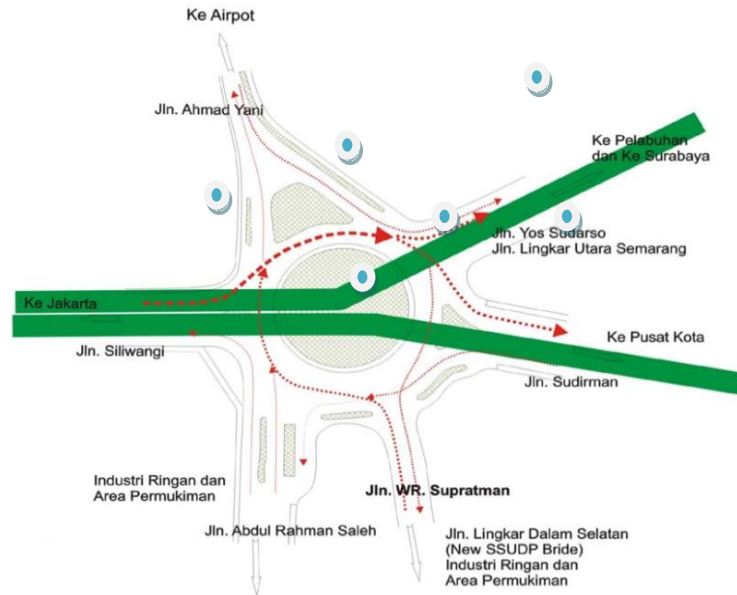 Ke Airpot
Jln. Ahmad Yani
Ke Pelabuhan
dan Ke Surabaya
Jln. Yos Sudarso
Jln. Lingkar Utara Semarang
Ke Jakarta
Ke Pusat Kota
Jln. Siliwangi
Jln. Sudirman
Industri Ringan dan
Area Permukiman
Jln. WR. Supratman
Jln. Abdul Rahman Saleh
Jln. Lingkar Dalam Selatan
(New SSUDP Bride)
Industri Ringan dan
Area Permukiman